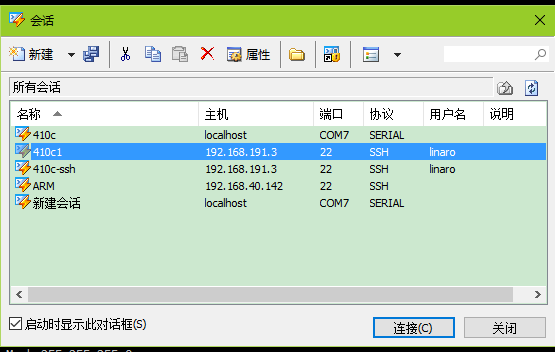 会话
新建 属性
所有会话
名称 主机 端口 协议 用户名 说明
410c localhost COM7 SERIAL
410c1 192.168.191.3 22 SSH linaro
410c-ssh 192.168.191.3 22 SSH linaro
ARM 192.168.40.142 22 SSH
新建会话 localhost COM7 SERIAL
启动时显示此对话框(S) 连接(C) 关闭